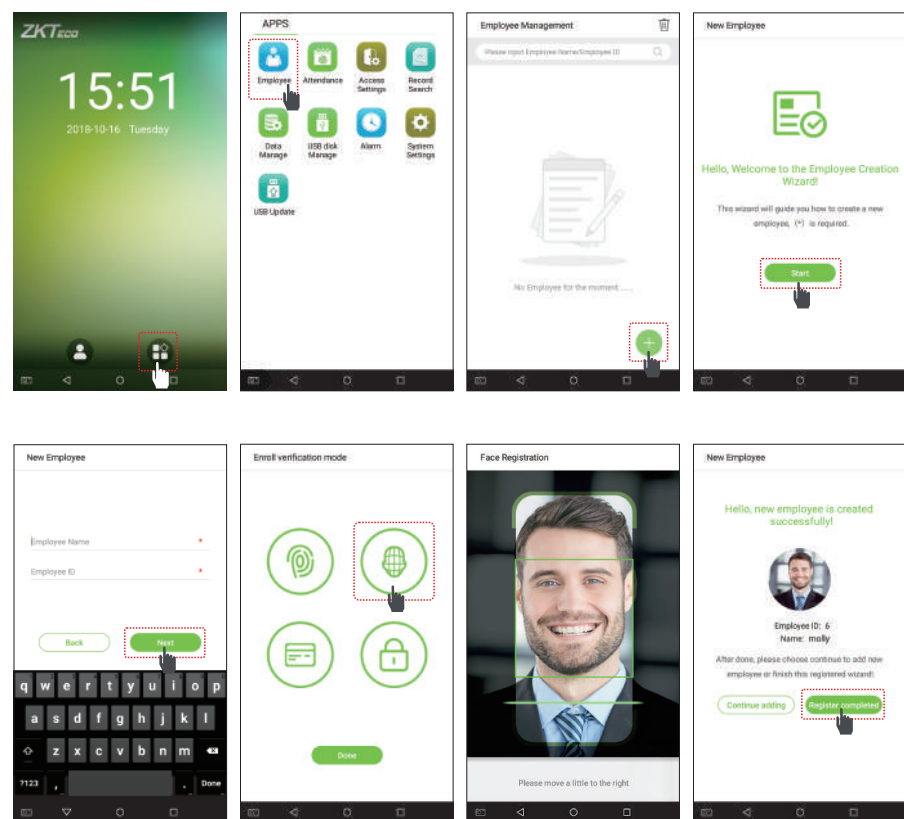 ZKTECO
15:51
2018-10-16 Tuesday
APPS
Employee
Attendance
Access
Settings
Record
Search
Data
Manage
USB disk
Manage
Alarm
System
Settings
USB Update
Employee Management
Please input Employee Name/Employee ID
No Employee for the moment......
New Employee
Hello, Welcome to the Employee Creation
Wizard!
This wizard will guide you how to create a new
employee, (*) is required.
Start
New Employee
Employee Name *
Employee ID *
Back
Next
q w e r t y u i o p
a s d f g h j k l
z x c v b n m
?123 , . Done
Enroll verification mode
Done
Face Registration
Please move a little to the right
New Employee
Hello, new employee is created
successfully!
Employee ID: 6
Name: molly
After done, please choose continue to add new
employee or finish this registered wizard!
Continue adding
Register completed